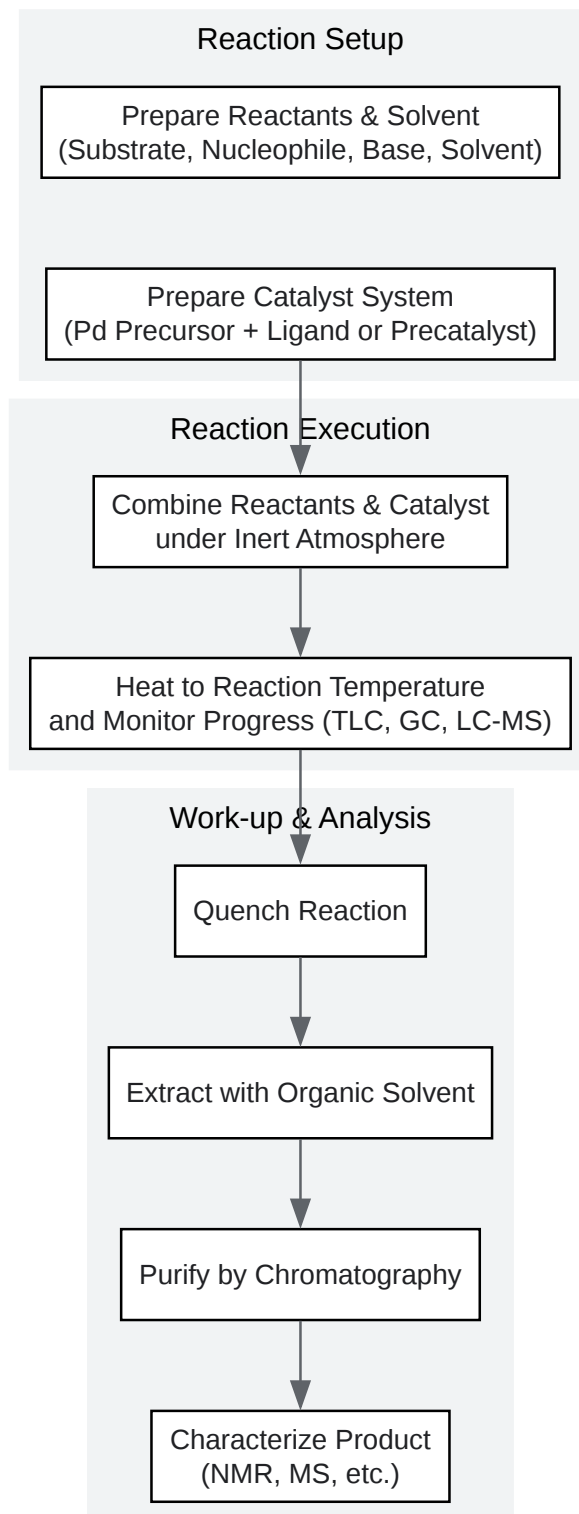 Reaction Setup
Prepare Reactants & Solvent
(Substrate, Nucleophile, Base, Solvent)
Prepare Catalyst System
(Pd Precursor + Ligand or Precatalyst)
Reaction Execution
Combine Reactants & Catalyst
under Inert Atmosphere
Heat to Reaction Temperature
and Monitor Progress (TLC, GC, LC-MS)
Work-up & Analysis
Quench Reaction
Extract with Organic Solvent
Purify by Chromatography
Characterize Product
(NMR, MS, etc.)